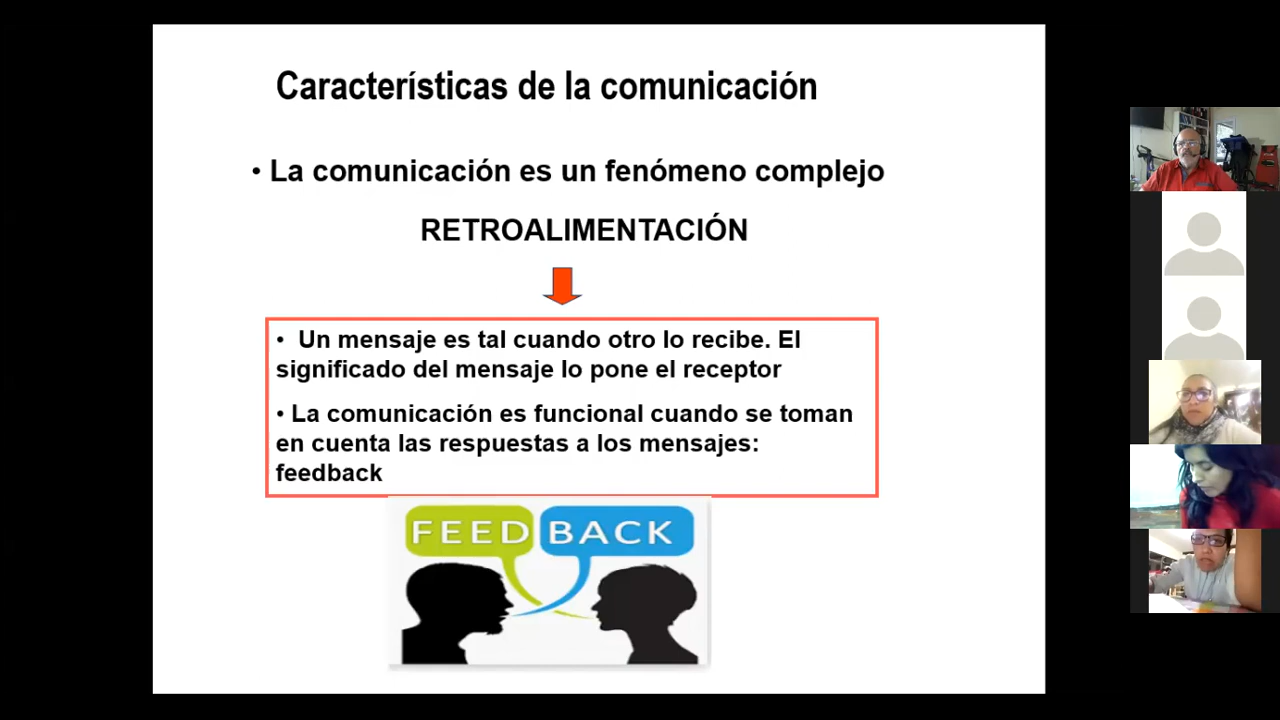 Características de la comunicación
• La comunicación es un fenómeno complejo
RETROALIMENTACIÓN
• Un mensaje es tal cuando otro lo recibe. El
significado del mensaje lo pone el receptor
• La comunicación es funcional cuando se toman
en cuenta las respuestas a los mensajes:
feedback
FEEDBACK